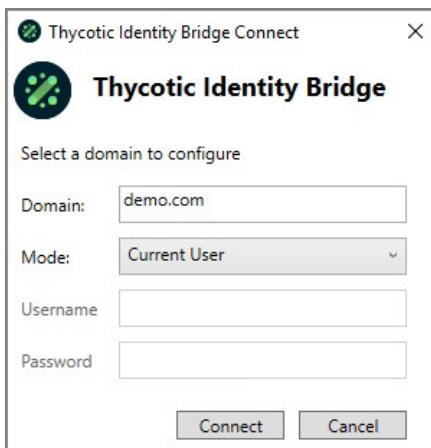 Thycotic Identity Bridge Connect
Thycotic Identity Bridge
Select a domain to configure
Domain: demo.com
Mode: Current User
Username
Password
Connect Cancel